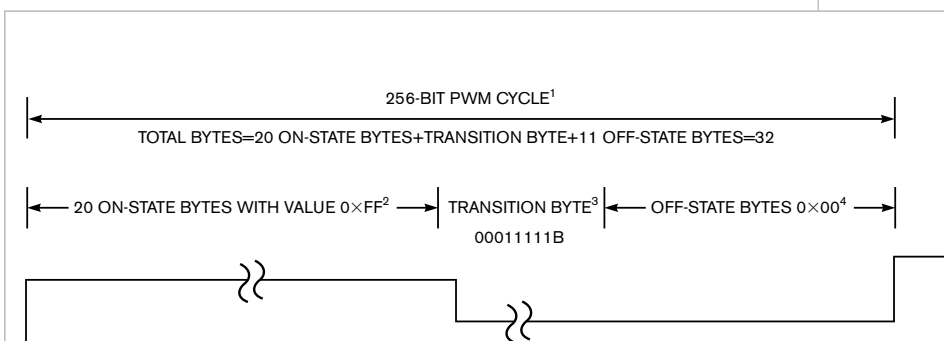 256-BIT PWM CYCLE¹
TOTAL BYTES=20 ON-STATE BYTES+TRANSITION BYTE+11 OFF-STATE BYTES=32
20 ON-STATE BYTES WITH VALUE 0×FF²
TRANSITION BYTE³
OFF-STATE BYTES 0×00⁴
00011111B